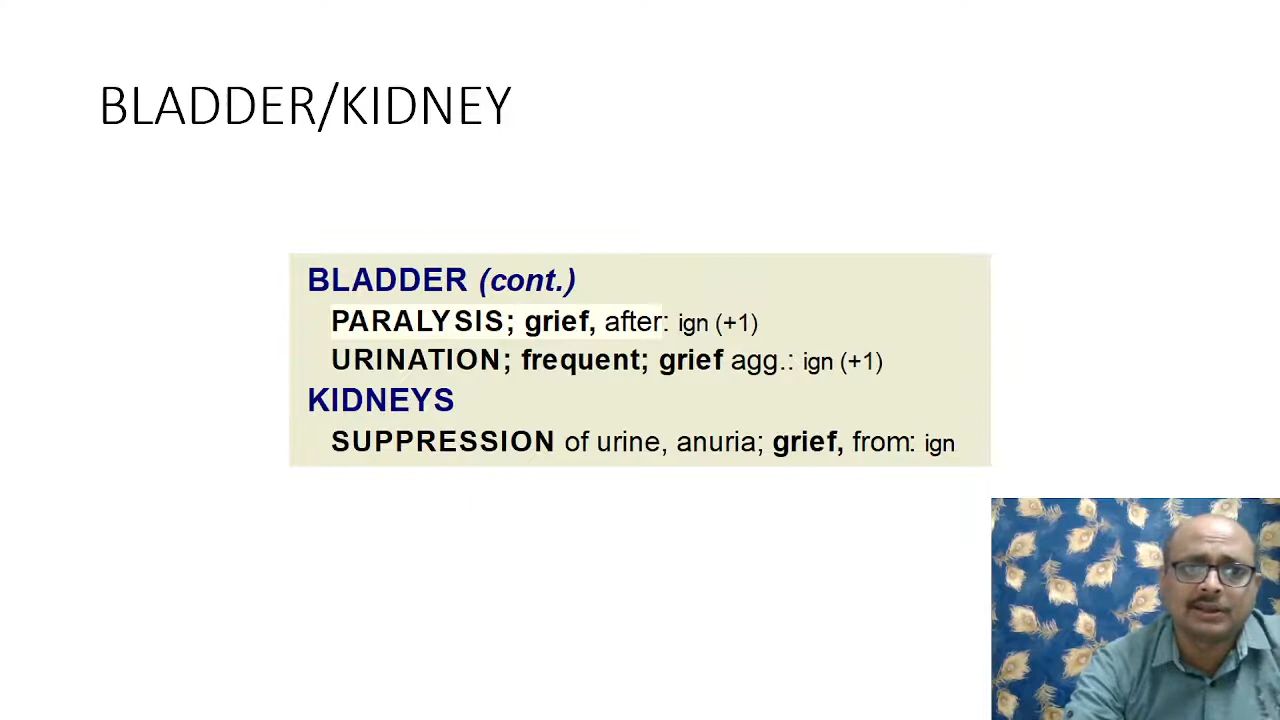 BLADDER/KIDNEY
BLADDER (cont.)
PARALYSIS; grief, after: ign (+1)
URINATION; frequent; grief agg.: ign (+1)
KIDNEYS
SUPPRESSION of urine, anuria; grief, from: ign